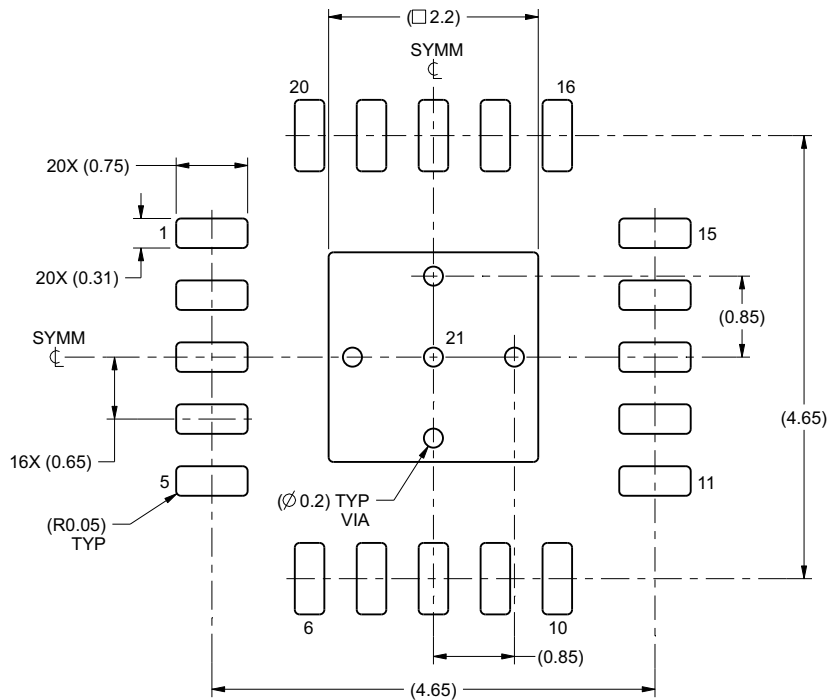 (□ 2.2)
SYMM
℄
20
16
20X (0.75)
1
15
20X (0.31)
(0.85)
SYMM
℄
21
(4.65)
16X (0.65)
5
11
(∅ 0.2) TYP
VIA
(R0.05)
TYP
6
10
(0.85)
(4.65)